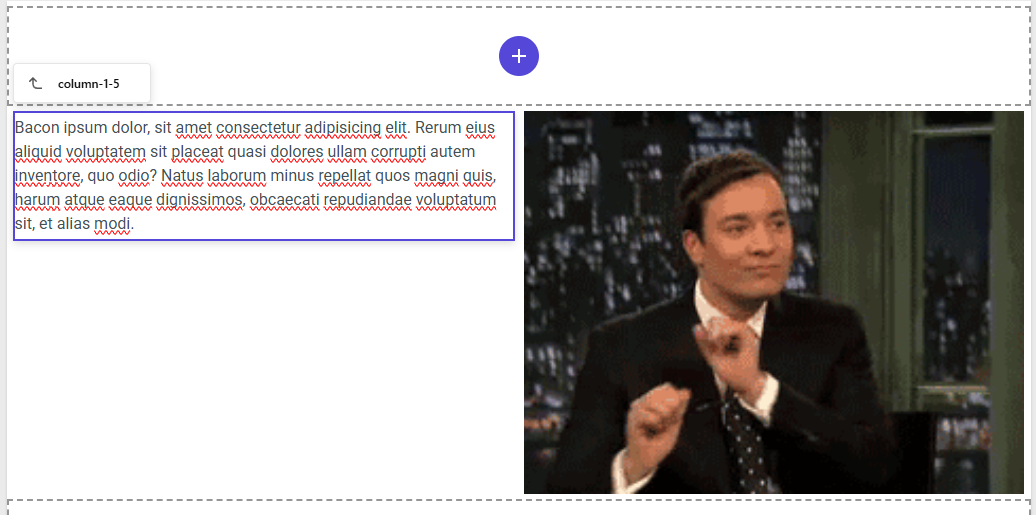 column-1-5
Bacon ipsum dolor, sit amet consectetur adipisicing elit. Rerum eius
aliquid voluptatem sit placeat quasi dolores ullam corrupti autem
inventore, quo odio? Natus laborum minus repellat quos magni quis,
harum atque eaque dignissimos, obcaecati repudiandae voluptatum
sit, et alias modi.